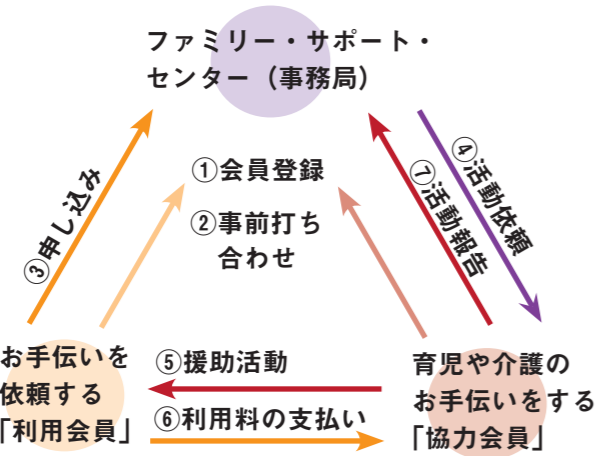 ファミリー・サポート・
センター（事務局）
①会員登録
②事前打ち
合わせ
③申し込み
④活動依頼
⑦活動報告
お手伝いを
依頼する
「利用会員」
⑤援助活動
⑥利用料の支払い
育児や介護の
お手伝いをする
「協力会員」